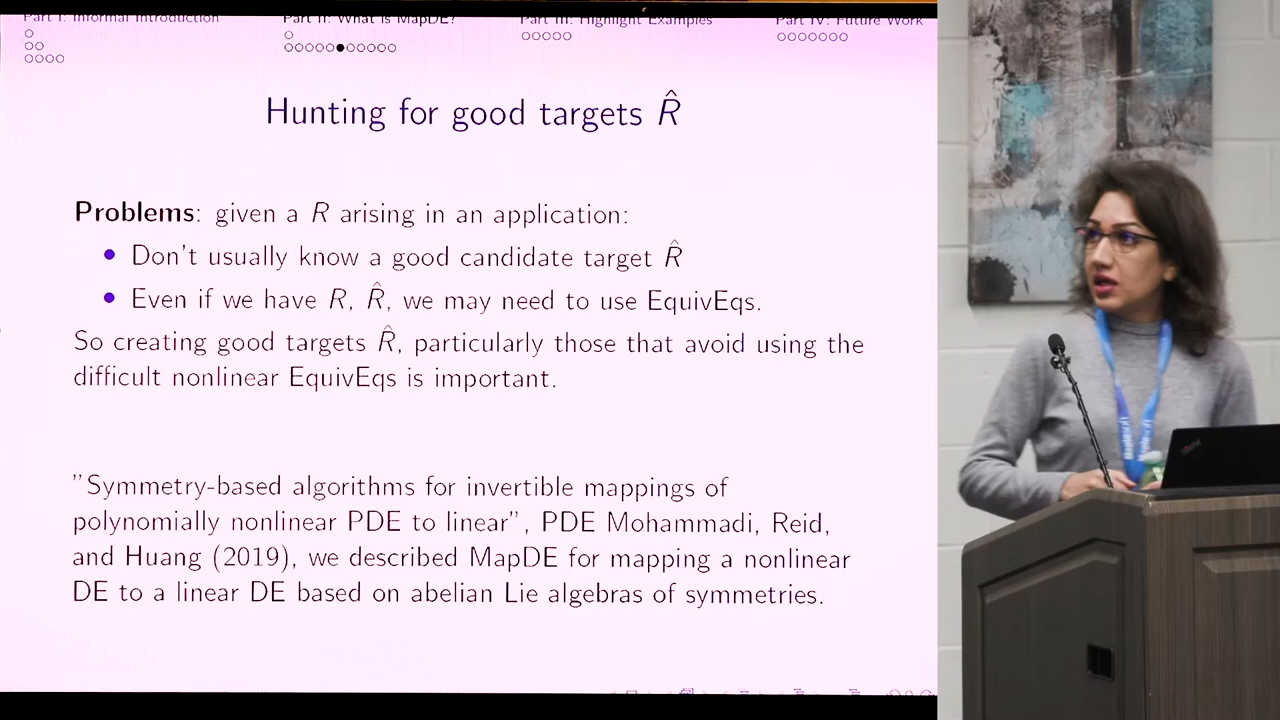 Part I: Informal Introduction Part II: What is MapDE? Part III: Highlight Examples Part IV: Future Work
Hunting for good targets R̂
Problems: given a R arising in an application:
• Don't usually know a good candidate target R̂
• Even if we have R, R̂, we may need to use EquivEqs.
So creating good targets R̂, particularly those that avoid using the
difficult nonlinear EquivEqs is important.
"Symmetry-based algorithms for invertible mappings of
polynomially nonlinear PDE to linear", PDE Mohammadi, Reid,
and Huang (2019), we described MapDE for mapping a nonlinear
DE to a linear DE based on abelian Lie algebras of symmetries.